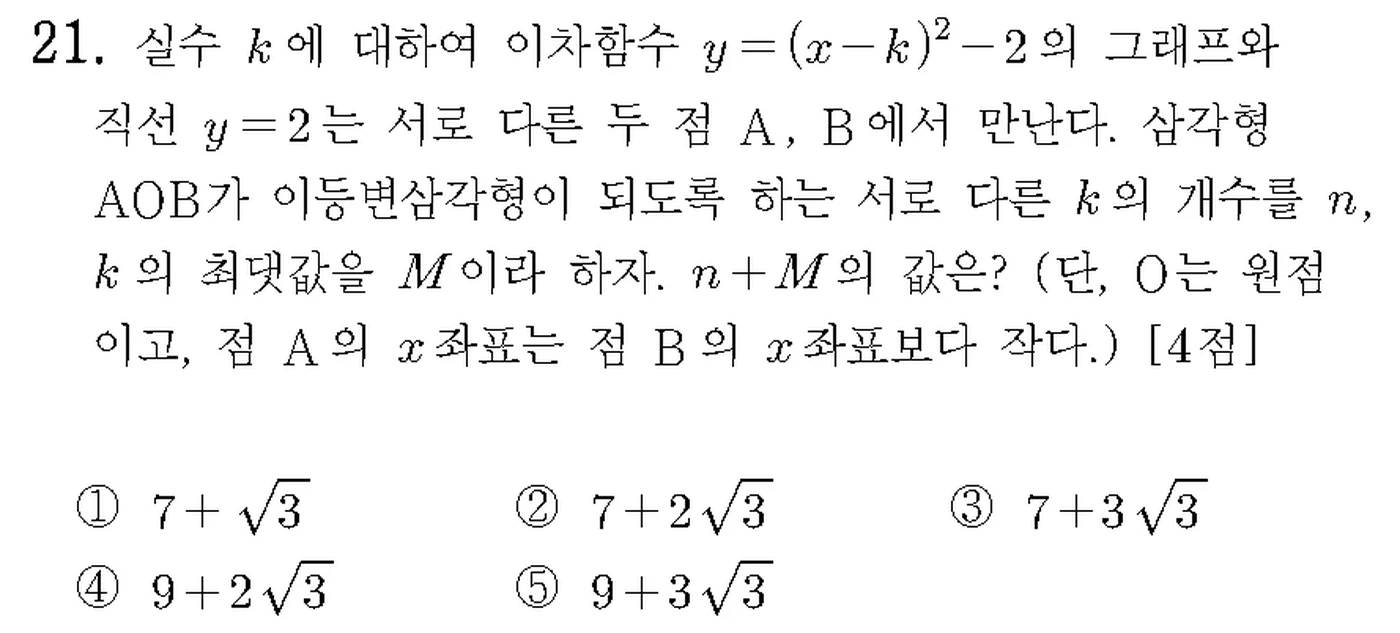 21. 실수 k에 대하여 이차함수 y=(x-k)²-2의 그래프와
직선 y=2는 서로 다른 두 점 A, B에서 만난다. 삼각형
AOB가 이등변삼각형이 되도록 하는 서로 다른 k의 개수를 n,
k의 최댓값을 M이라 하자. n+M의 값은? (단, O는 원점
이고, 점 A의 x좌표는 점 B의 x좌표보다 작다.) [4점]
① 7+√3 ② 7+2√3 ③ 7+3√3
④ 9+2√3 ⑤ 9+3√3